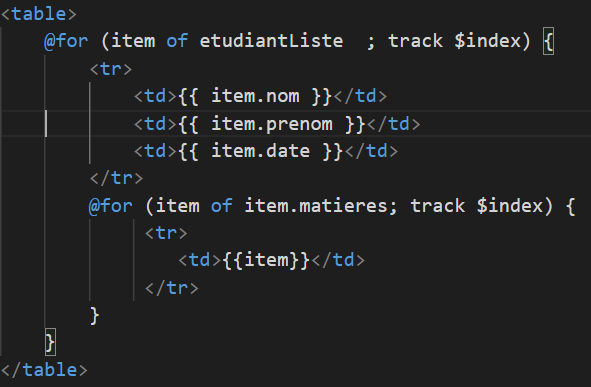 <table>
    @for (item of etudiantListe  ; track $index) {
        <tr>
            <td>{{ item.nom }}</td>
            <td>{{ item.prenom }}</td>
            <td>{{ item.date }}</td>
        </tr>
        @for (item of item.matieres; track $index) {
             <tr>
                <td>{{item}}</td>
             </tr>
        }
    }
</table>